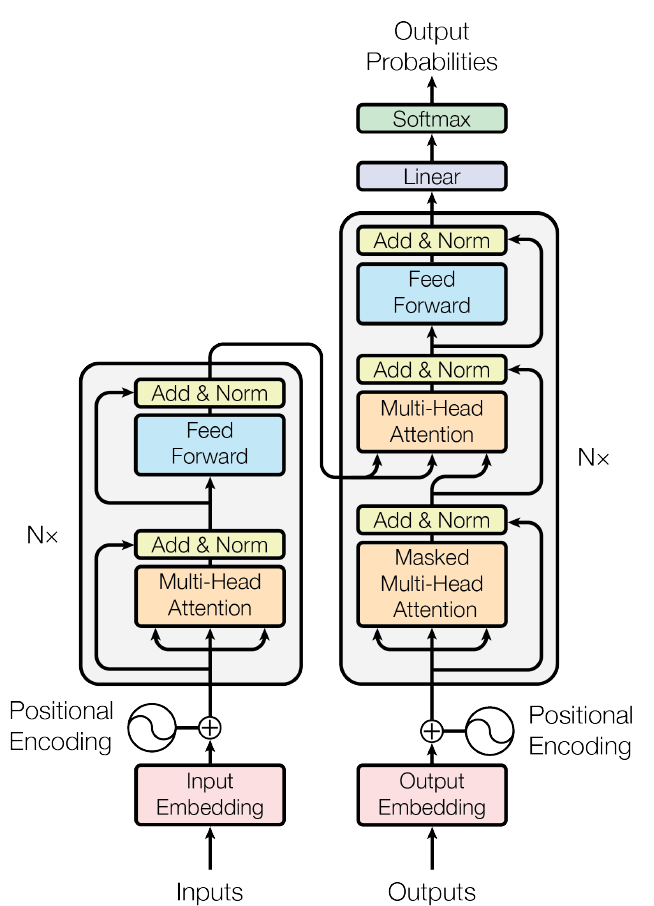 Output
Probabilities
Softmax
Linear
Add & Norm
Feed
Forward
Add & Norm
Multi-Head
Attention
Add & Norm
Masked
Multi-Head
Attention
Nx
Add & Norm
Feed
Forward
Add & Norm
Multi-Head
Attention
Nx
Positional
Encoding
Positional
Encoding
Input
Embedding
Output
Embedding
Inputs
Outputs